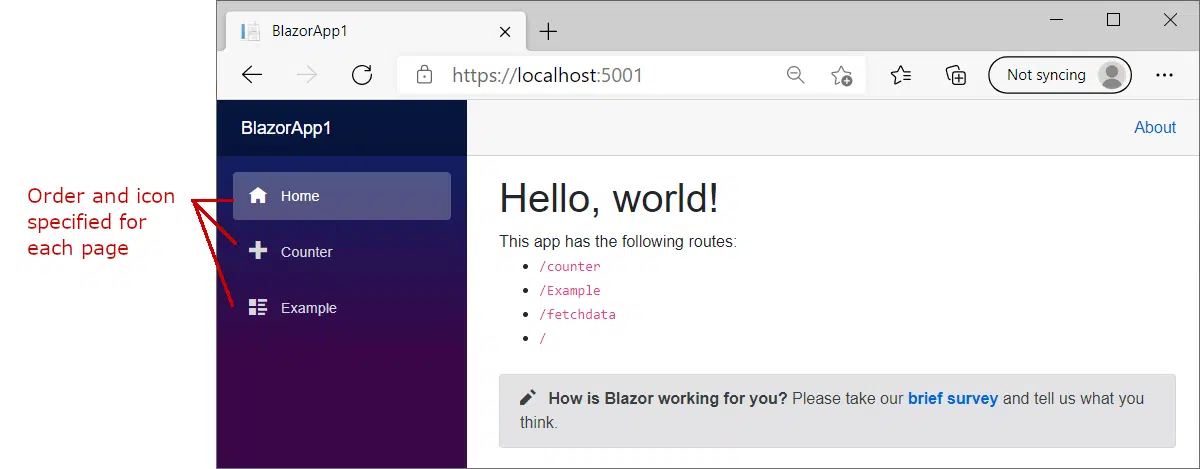 BlazorApp1
https://localhost:5001
Not syncing
BlazorApp1
About
Order and icon
specified for
each page
Home
Counter
Example
Hello, world!
This app has the following routes:
/counter
/Example
/fetchdata
/
How is Blazor working for you? Please take our brief survey and tell us what you
think.